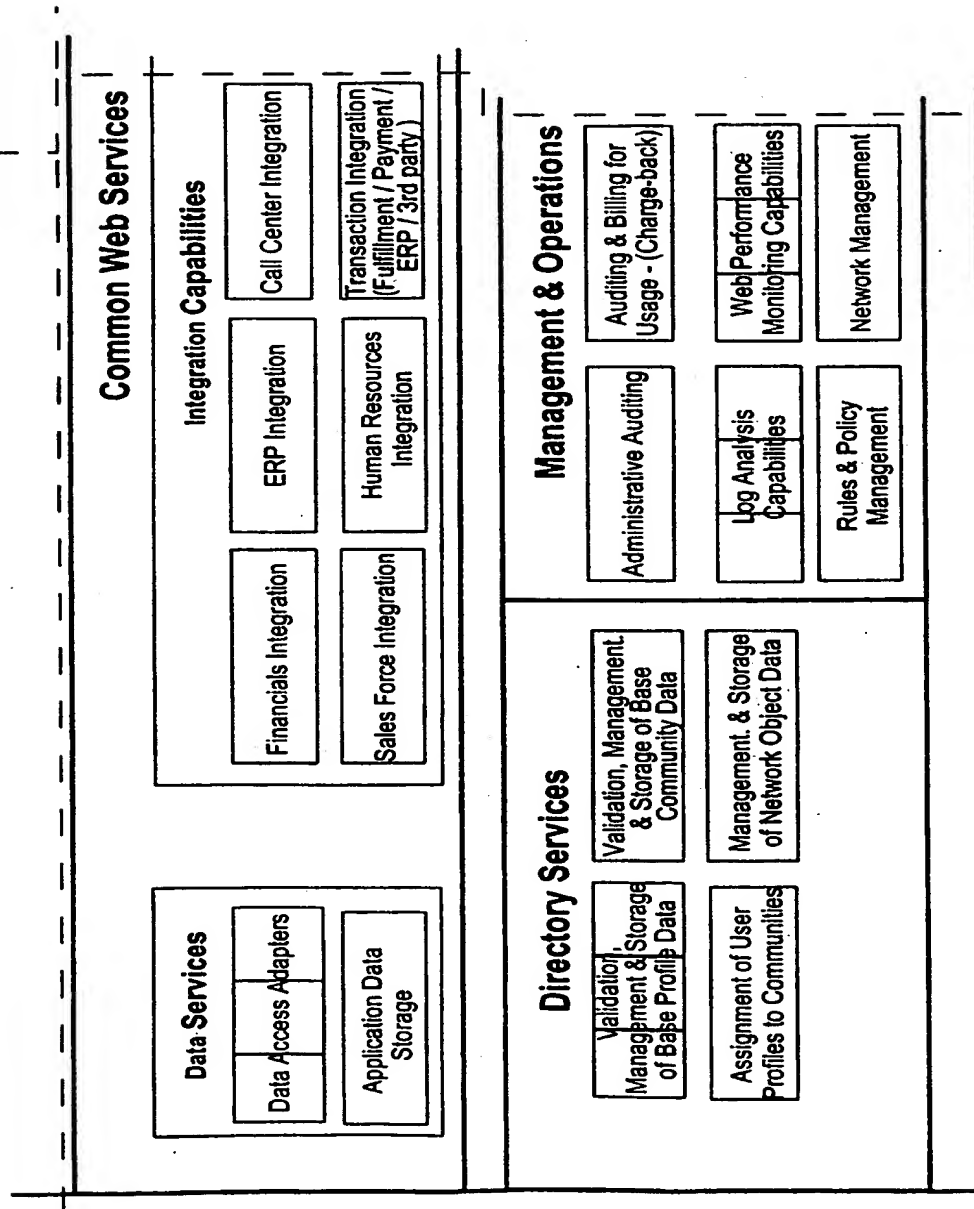 Common Web Services
Data Services
Data Access Adapters
Application Data
Storage
Integration Capabilities
Financials Integration
ERP Integration
Call Center Integration
Sales Force Integration
Human Resources
Integration
Transaction Integration
(Fulfillment / Payment /
ERP / 3rd party )
Directory Services
Validation,
Management & Storage
of Base Profile Data
Validation, Management.
& Storage of Base
Community Data
Assignment of User
Profiles to Communities
Management. & Storage
of Network Object Data
Management & Operations
Administrative Auditing
Auditing & Billing for
Usage - (Charge-back)
Log Analysis
Capabilities
Web Performance
Monitoring Capabilities
Rules & Policy
Management
Network Management